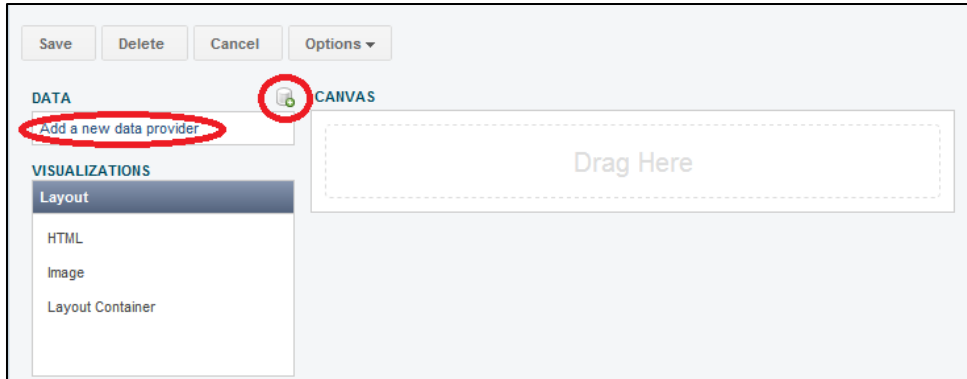 Save Delete Cancel Options
DATA
Add a new data provider
VISUALIZATIONS
Layout
HTML
Image
Layout Container
CANVAS
Drag Here